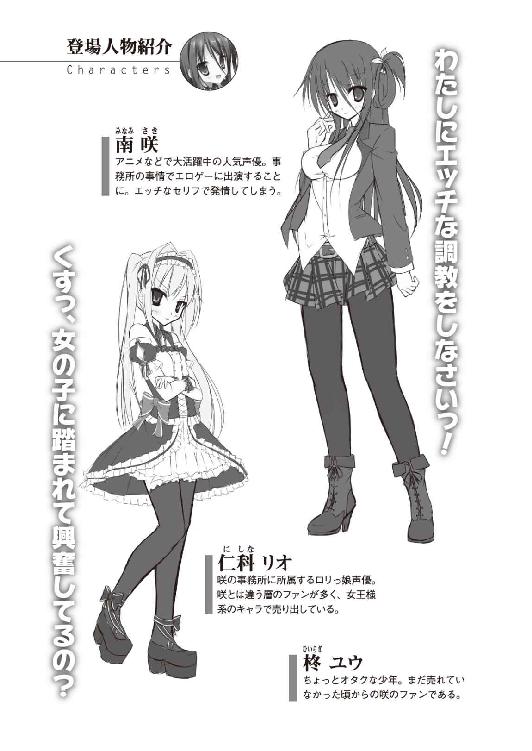 登場人物紹介
Characters
わたしにエッチな調教をしなさいっ！
みなみ さき
南 咲
アニメなどで大活躍中の人気声優。事
務所の事情でエロゲーに出演すること
に。エッチなセリフで発情してしまう。
くすっ、女の子に踏まれて興奮してるの？
にしな
仁科 リオ
咲の事務所に所属するロリっ娘声優。
咲とは違う層のファンが多く、女王様
系のキャラで売り出している。
ひいらぎ
柊 ユウ
ちょっとオタクな少年。まだ売れてい
なかった頃からの咲のファンである。